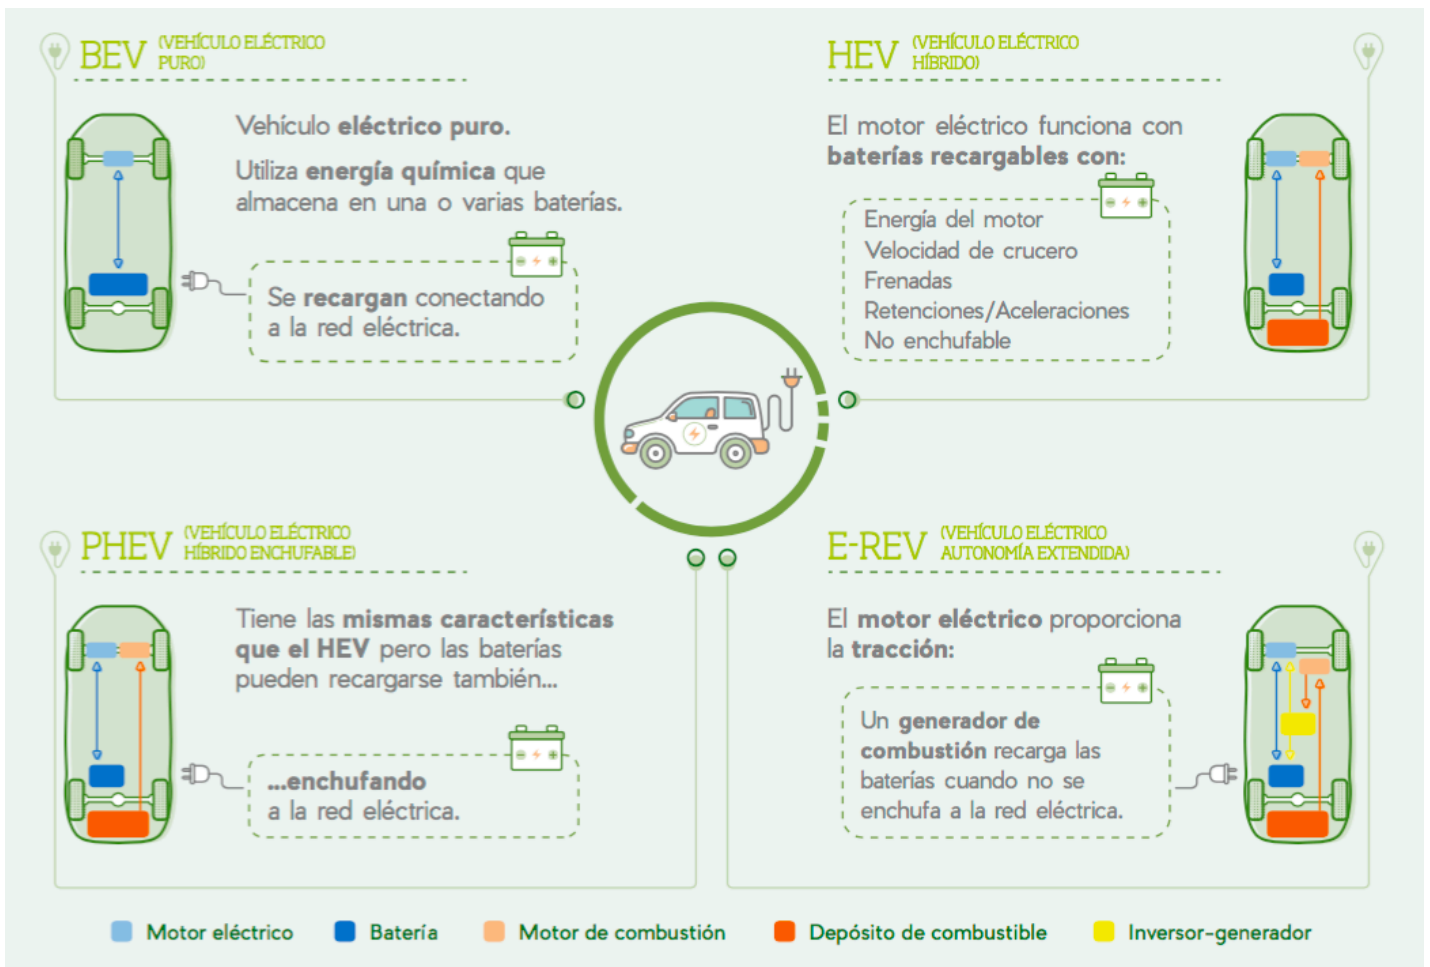 BEV (VEHÍCULO ELÉCTRICO
PURO)
Vehículo eléctrico puro.
Utiliza energía química que
almacena en una o varias baterías.
Se recargan conectando
a la red eléctrica.
HEV (VEHÍCULO ELÉCTRICO
HÍBRIDO)
El motor eléctrico funciona con
baterías recargables con:
Energía del motor
Velocidad de crucero
Frenadas
Retenciones/Aceleraciones
No enchufable
PHEV (VEHÍCULO ELÉCTRICO
HÍBRIDO ENCHUFABLE)
Tiene las mismas características
que el HEV pero las baterías
pueden recargarse también...
...enchufando
a la red eléctrica.
E-REV (VEHÍCULO ELÉCTRICO
AUTONOMÍA EXTENDIDA)
El motor eléctrico proporciona
la tracción:
Un generador de
combustión recarga las
baterías cuando no se
enchufa a la red eléctrica.
Motor eléctrico
Batería
Motor de combustión
Depósito de combustible
Inversor-generador